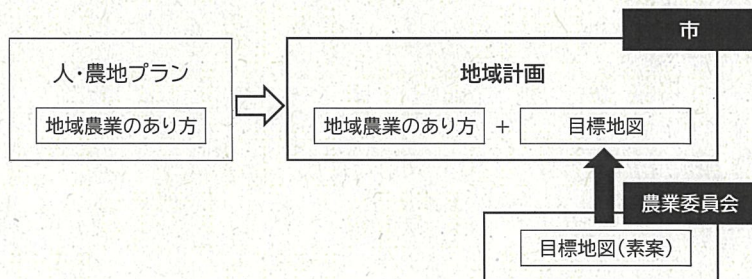 市
人・農地プラン
地域計画
地域農業のあり方
地域農業のあり方 + 目標地図
農業委員会
目標地図(素案)